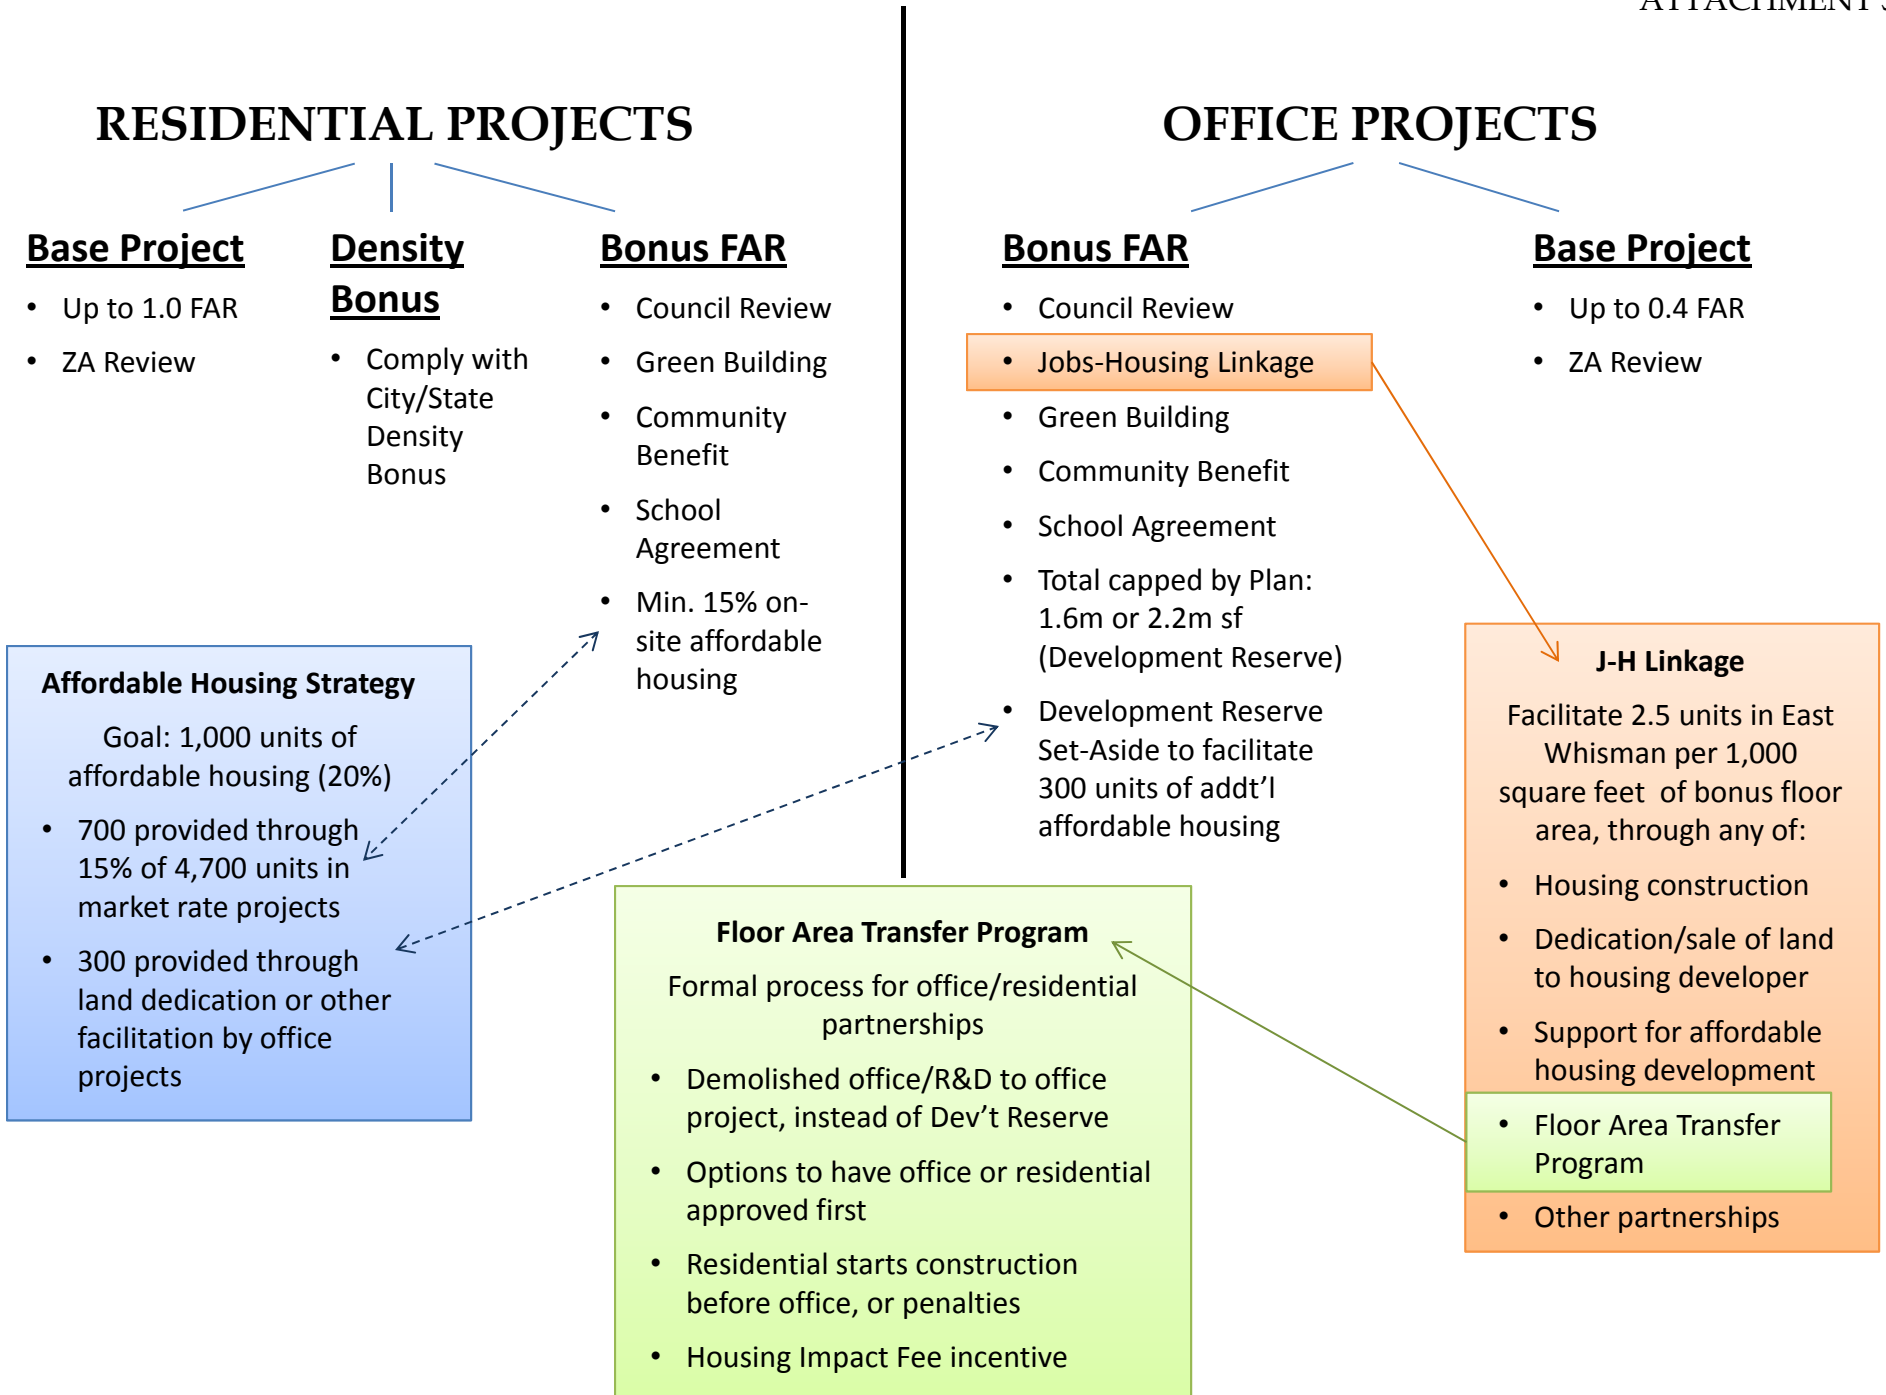 ATTACHMENT
RESIDENTIAL PROJECTS
Base Project
• Up to 1.0 FAR
• ZA Review
Density
Bonus
• Comply with
City/State
Density
Bonus
Bonus FAR
• Council Review
• Green Building
• Community
Benefit
• School
Agreement
• Min. 15% on-
site affordable
housing
OFFICE PROJECTS
Bonus FAR
• Council Review
• Jobs-Housing Linkage
• Green Building
• Community Benefit
• School Agreement
• Total capped by Plan:
1.6m or 2.2m sf
(Development Reserve)
• Development Reserve
Set-Aside to facilitate
300 units of addt’l
affordable housing
Base Project
• Up to 0.4 FAR
• ZA Review
Affordable Housing Strategy
Goal: 1,000 units of
affordable housing (20%)
• 700 provided through
15% of 4,700 units in
market rate projects
• 300 provided through
land dedication or other
facilitation by office
projects
Floor Area Transfer Program
Formal process for office/residential
partnerships
• Demolished office/R&D to office
project, instead of Dev’t Reserve
• Options to have office or residential
approved first
• Residential starts construction
before office, or penalties
• Housing Impact Fee incentive
J-H Linkage
Facilitate 2.5 units in East
Whisman per 1,000
square feet of bonus floor
area, through any of:
• Housing construction
• Dedication/sale of land
to housing developer
• Support for affordable
housing development
• Floor Area Transfer
Program
• Other partnerships